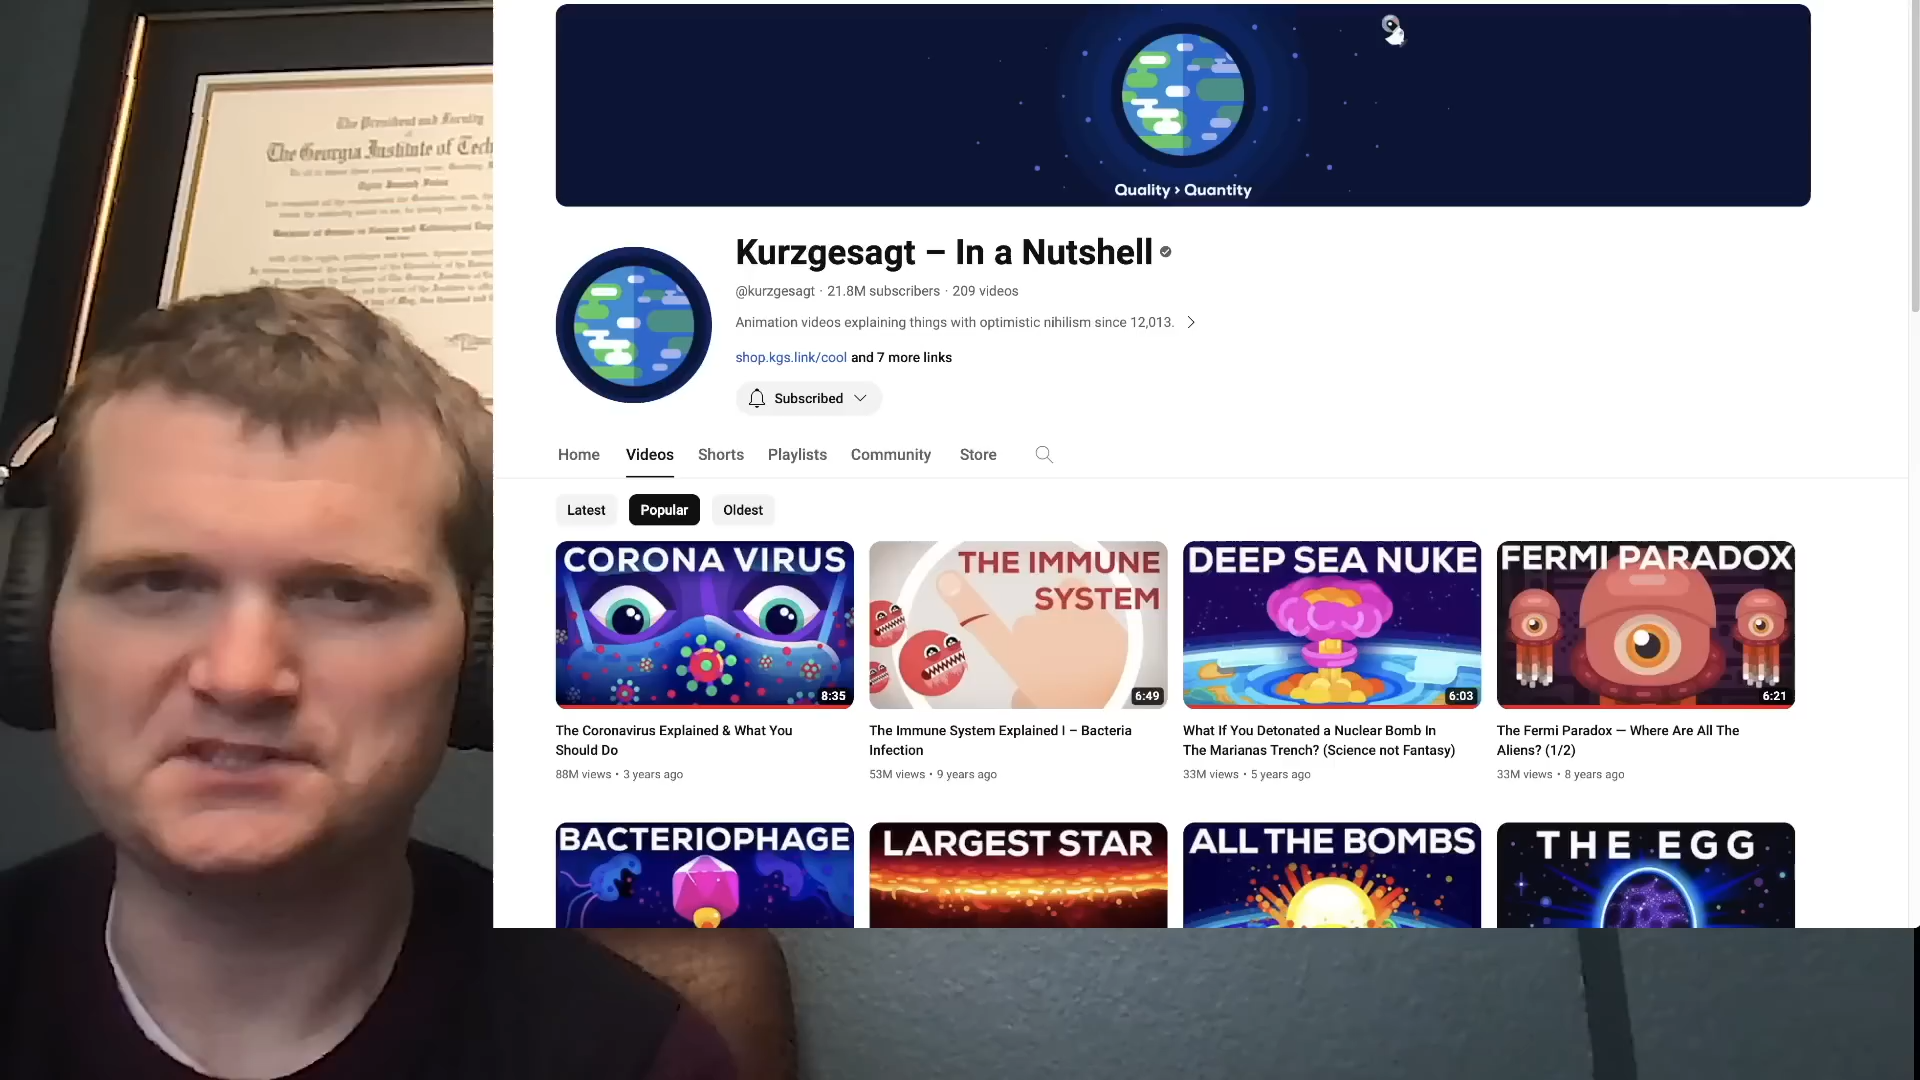 The President and Faculty
of
The Georgia Institute of Tech
Quality > Quantity
Kurzgesagt – In a Nutshell
@kurzgesagt · 21.8M subscribers · 209 videos
Animation videos explaining things with optimistic nihilism since 12,013.
shop.kgs.link/cool and 7 more links
Subscribed
Home Videos Shorts Playlists Community Store
Latest Popular Oldest
CORONA VIRUS
8:35
THE IMMUNE
SYSTEM
6:49
DEEP SEA NUKE
6:03
FERMI PARADOX
6:21
The Coronavirus Explained & What You
Should Do
88M views • 3 years ago
The Immune System Explained I – Bacteria
Infection
53M views • 9 years ago
What If You Detonated a Nuclear Bomb In
The Marianas Trench? (Science not Fantasy)
33M views • 5 years ago
The Fermi Paradox — Where Are All The
Aliens? (1/2)
33M views • 8 years ago
BACTERIOPHAGE
LARGEST STAR
ALL THE BOMBS
THE EGG